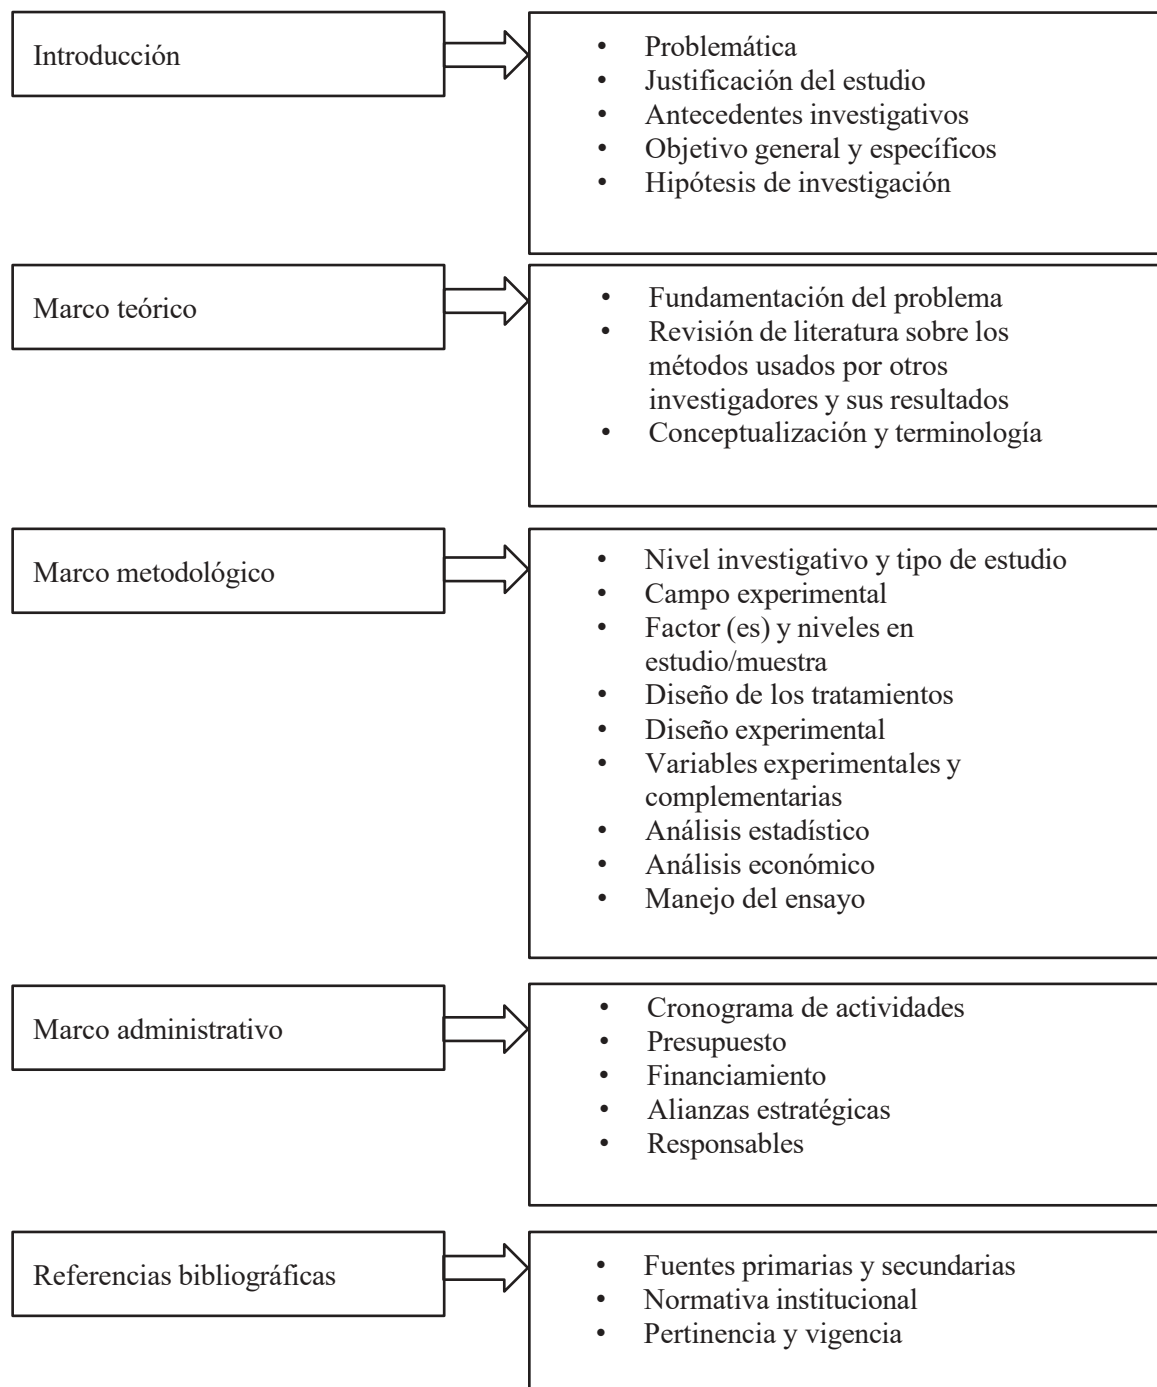 Introducción
• Problemática
• Justificación del estudio
• Antecedentes investigativos
• Objetivo general y específicos
• Hipótesis de investigación
Marco teórico
• Fundamentación del problema
• Revisión de literatura sobre los
métodos usados por otros
investigadores y sus resultados
• Conceptualización y terminología
Marco metodológico
• Nivel investigativo y tipo de estudio
• Campo experimental
• Factor (es) y niveles en
estudio/muestra
• Diseño de los tratamientos
• Diseño experimental
• Variables experimentales y
complementarias
• Análisis estadístico
• Análisis económico
• Manejo del ensayo
Marco administrativo
• Cronograma de actividades
• Presupuesto
• Financiamiento
• Alianzas estratégicas
• Responsables
Referencias bibliográficas
• Fuentes primarias y secundarias
• Normativa institucional
• Pertinencia y vigencia